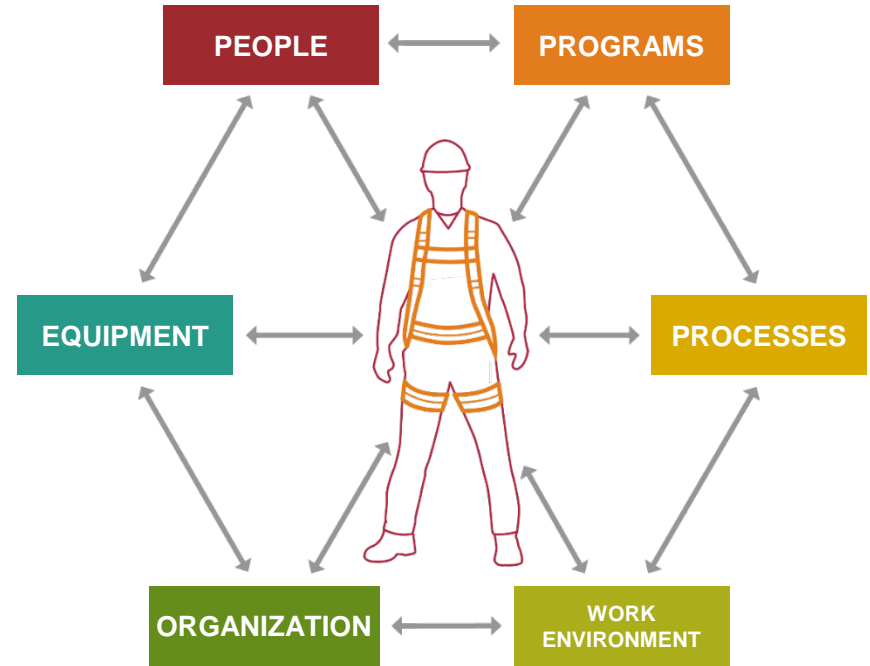 PEOPLE
PROGRAMS
EQUIPMENT
PROCESSES
ORGANIZATION
WORK
ENVIRONMENT